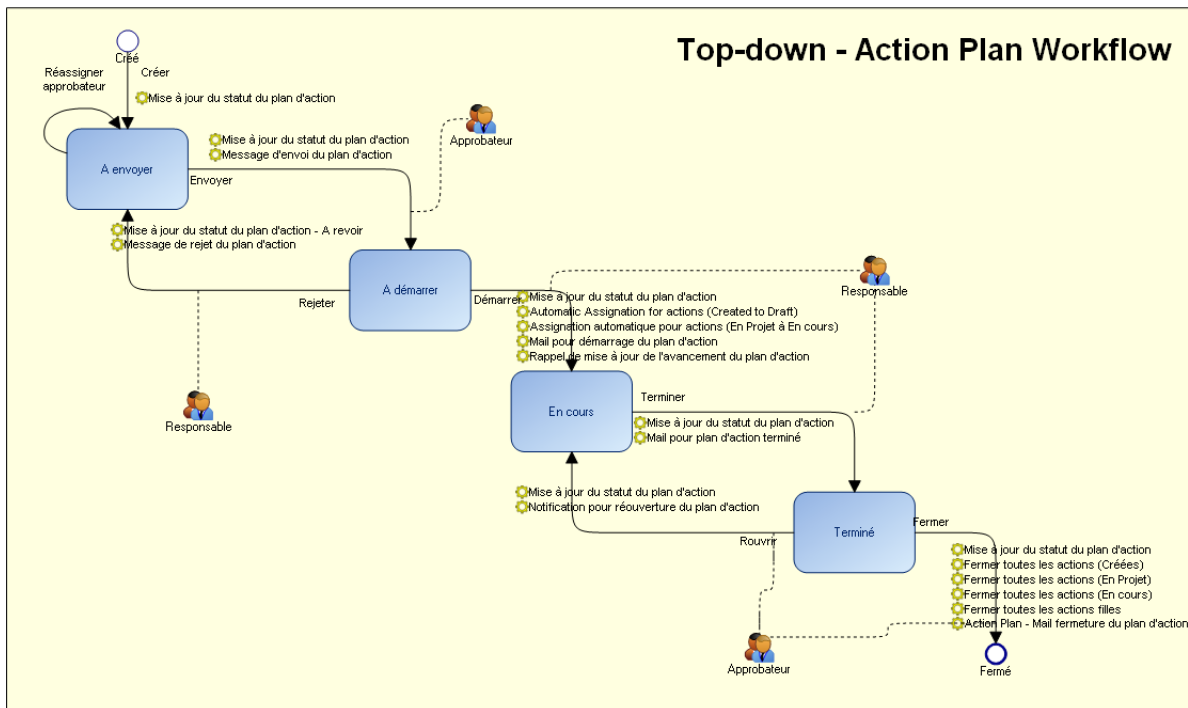 Top-down - Action Plan Workflow
Créé
Réassigner
approbateur
Créer
Mise à jour du statut du plan d'action
Mise à jour du statut du plan d'action
Message d'envoi du plan d'action
Approbateur
A envoyer
Envoyer
Mise à jour du statut du plan d'action - A revoir
Message de rejet du plan d'action
A démarrer
Rejeter
Démarrer
Responsable
Mise à jour du statut du plan d'action
Automatic Assignation for actions (Created to Draft)
Assignation automatique pour actions (En Projet à En cours)
Mail pour démarrage du plan d'action
Rappel de mise à jour de l'avancement du plan d'action
Responsable
En cours
Terminer
Mise à jour du statut du plan d'action
Mail pour plan d'action terminé
Mise à jour du statut du plan d'action
Notification pour réouverture du plan d'action
Rouvrir
Terminé
Fermer
Mise à jour du statut du plan d'action
Fermer toutes les actions (Créées)
Fermer toutes les actions (En Projet)
Fermer toutes les actions (En cours)
Fermer toutes les actions filles
Action Plan - Mail fermeture du plan d'action
Approbateur
Fermé